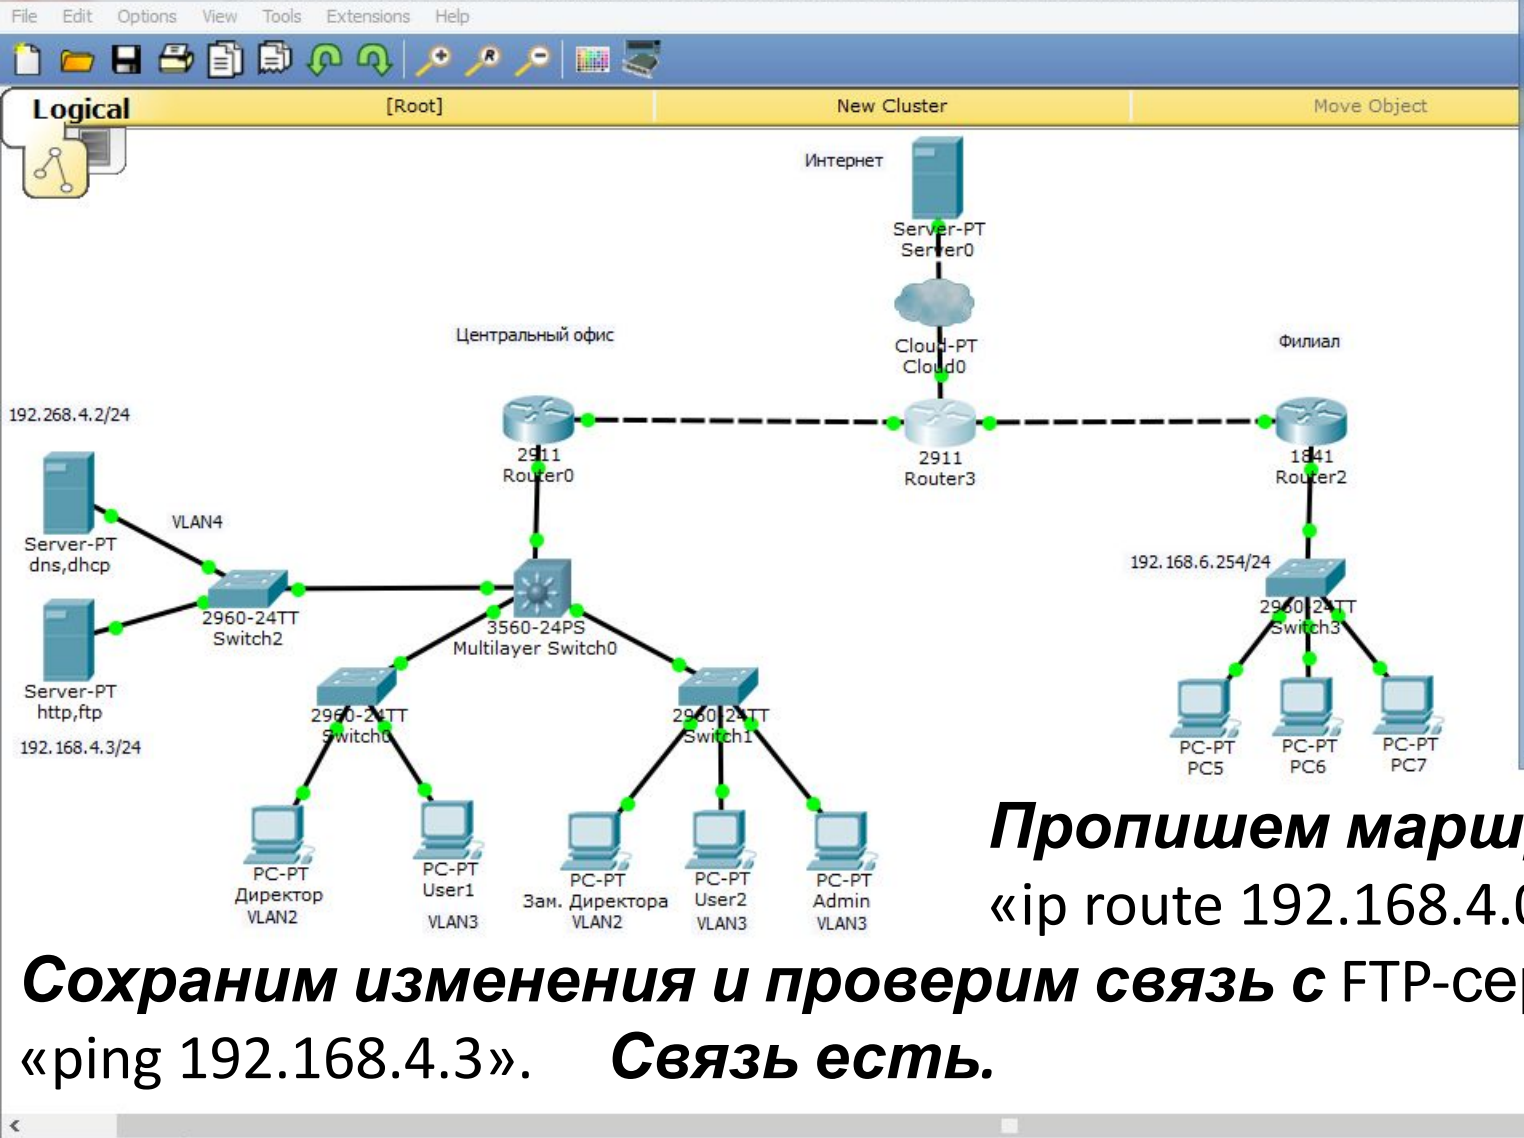 File Edit Options View Tools Extensions Help
Logical [Root] New Cluster Move Object
Интернет
Server-PT
Server0
Cloud-PT
Cloud0
Центральный офис
Филиал
192.268.4.2/24
2911
Router0
2911
Router3
1841
Router2
Server-PT
dns,dhcp
VLAN4
192.168.6.254/24
2960-24TT
Switch2
3560-24PS
Multilayer Switch0
2960-24TT
Switch3
Server-PT
http,ftp
192.168.4.3/24
2960-24TT
Switch0
2960-24TT
Switch1
PC-PT
PC5
PC-PT
PC6
PC-PT
PC7
PC-PT
Директор
VLAN2
PC-PT
User1
VLAN3
PC-PT
Зам. Директора
VLAN2
PC-PT
User2
VLAN3
PC-PT
Admin
VLAN3
Пропишем марш
«ip route 192.168.4.0
Сохраним изменения и проверим связь с FTP-сер
«ping 192.168.4.3». Связь есть.